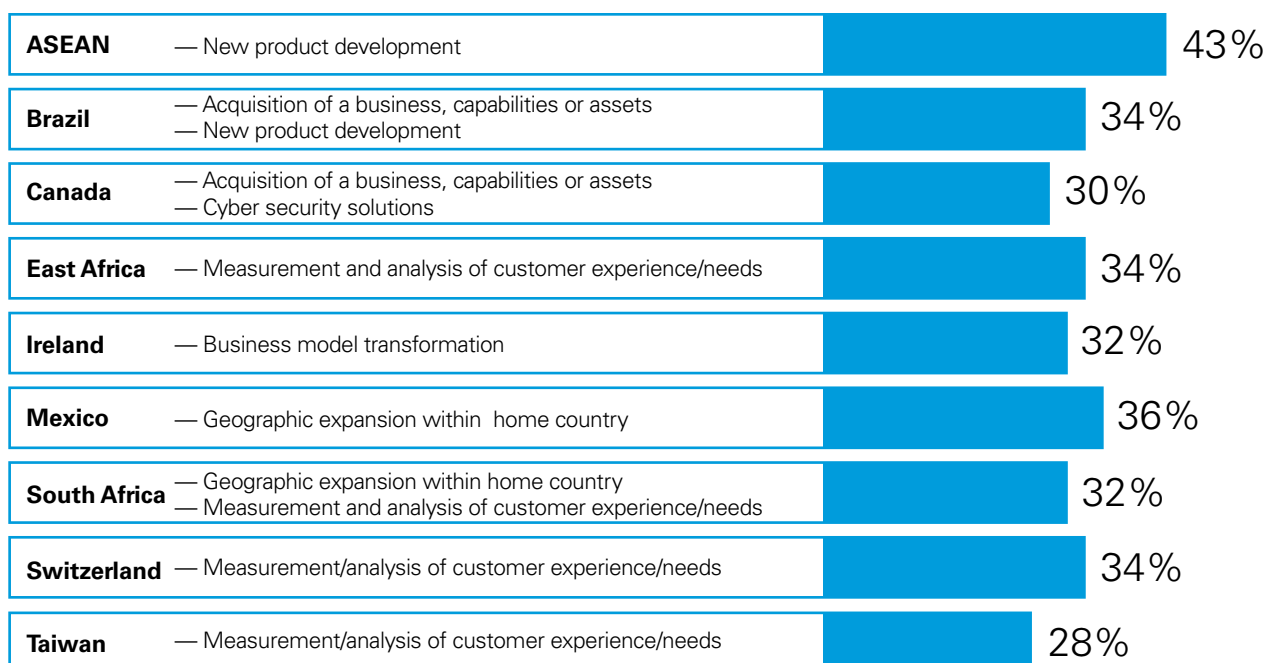 ASEAN — New product development 43%
Brazil — Acquisition of a business, capabilities or assets
— New product development 34%
Canada — Acquisition of a business, capabilities or assets
— Cyber security solutions 30%
East Africa — Measurement and analysis of customer experience/needs 34%
Ireland — Business model transformation 32%
Mexico — Geographic expansion within home country 36%
South Africa — Geographic expansion within home country
— Measurement and analysis of customer experience/needs 32%
Switzerland — Measurement/analysis of customer experience/needs 34%
Taiwan — Measurement/analysis of customer experience/needs 28%